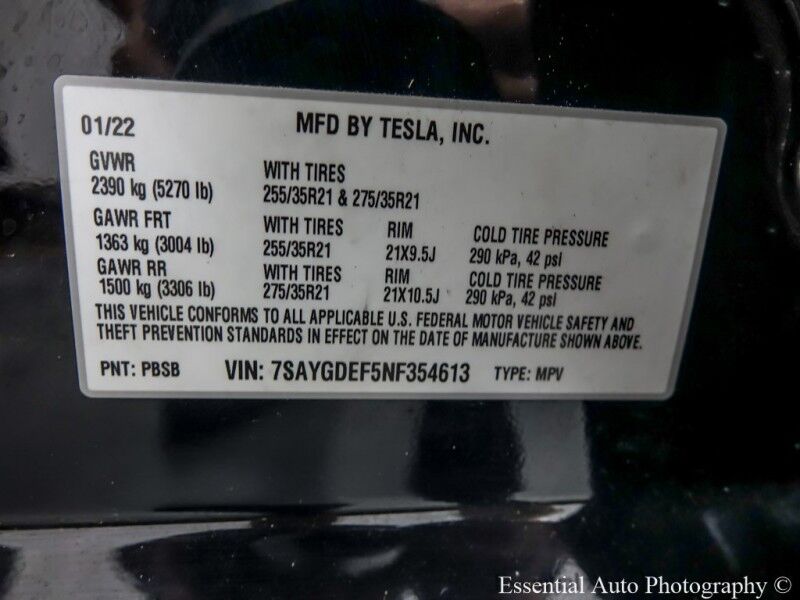 01/22 MFD BY TESLA, INC.
GVWR WITH TIRES
2390 kg (5270 lb) 255/35R21 & 275/35R21
GAWR FRT WITH TIRES RIM COLD TIRE PRESSURE
1363 kg (3004 lb) 255/35R21 21X9.5J 290 kPa, 42 psi
GAWR RR WITH TIRES RIM COLD TIRE PRESSURE
1500 kg (3306 lb) 275/35R21 21X10.5J 290 kPa, 42 psi
THIS VEHICLE CONFORMS TO ALL APPLICABLE U.S. FEDERAL MOTOR VEHICLE SAFETY AND
THEFT PREVENTION STANDARDS IN EFFECT ON THE DATE OF MANUFACTURE SHOWN ABOVE.
PNT: PBSB VIN: 7SAYGDEF5NF354613 TYPE: MPV
Essential Auto Photography ©